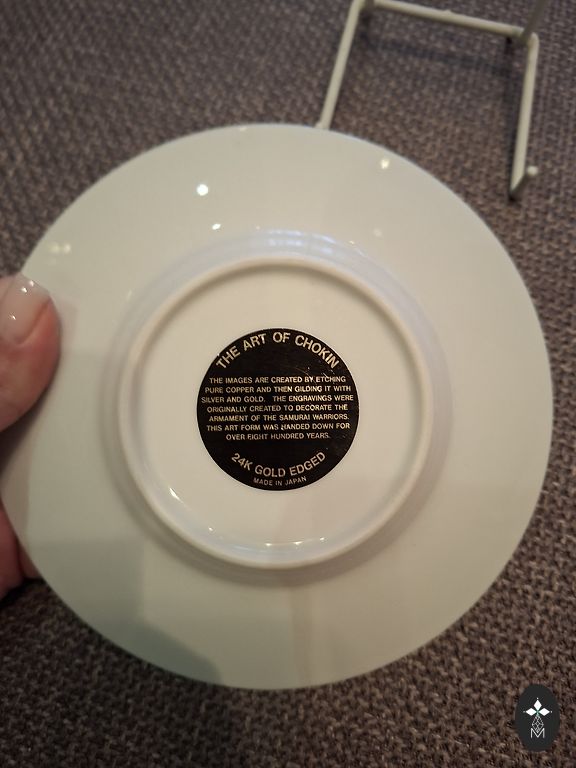 THE ART OF CHOKIN
THE IMAGES ARE CREATED BY ETCHING
PURE COPPER AND THEN GILDING IT WITH
SILVER AND GOLD. THE ENGRAVINGS WERE
ORIGINALLY CREATED TO DECORATE THE
ARMAMENT OF THE SAMURAI WARRIORS.
THIS ART FORM WAS HANDED DOWN FOR
OVER EIGHT HUNDRED YEARS.
24K GOLD EDGED
MADE IN JAPAN
M